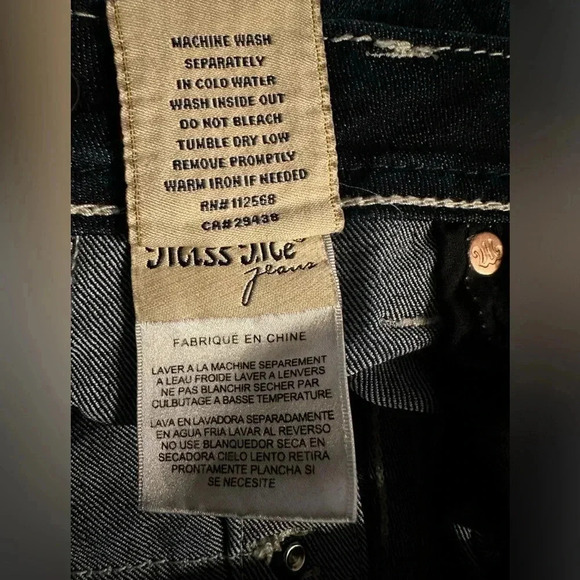 MACHINE WASH
SEPARATELY
IN COLD WATER
WASH INSIDE OUT
DO NOT BLEACH
TUMBLE DRY LOW
REMOVE PROMPTLY
WARM IRON IF NEEDED
RN# 112568
CA# 29438
Miss Me
jeans
FABRIQUE EN CHINE
LAVER A LA MACHINE SEPAREMENT
A LEAU FROIDE LAVER A LENVERS
NE PAS BLANCHIR SECHER PAR
CULBUTAGE A BASSE TEMPERATURE
LAVA EN LAVADORA SEPARADAMENTE
EN AGUA FRIA LAVAR AL REVERSO
NO USE BLANQUEDOR SECA EN
SECADORA CIELO LENTO RETIRA
PRONTAMENTE PLANCHA SI
SE NECESITE